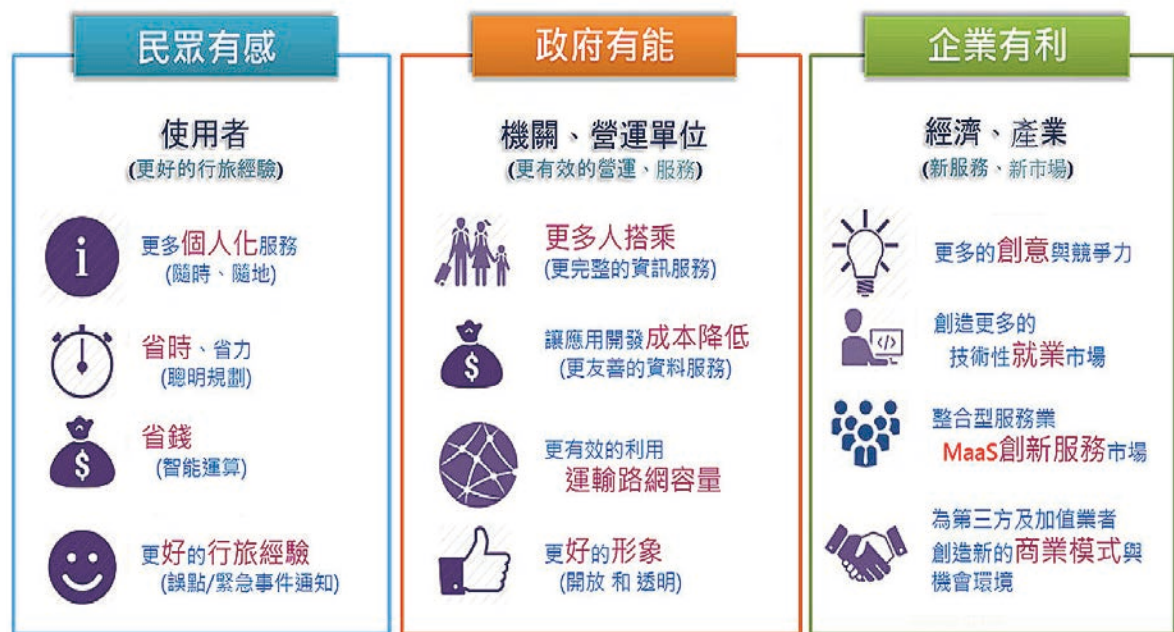 民眾有感
使用者
(更好的行旅經驗)
i
更多個人化服務
(隨時、隨地)
省時、省力
(聰明規劃)
$
省錢
(智能運算)
更好的行旅經驗
(誤點/緊急事件通知)
政府有能
機關、營運單位
(更有效的營運、服務)
更多人搭乘
(更完整的資訊服務)
$
讓應用開發成本降低
(更友善的資料服務)
更有效的利用
運輸路網容量
更好的形象
(開放 和 透明)
企業有利
經濟、產業
(新服務、新市場)
更多的創意與競爭力
</>
創造更多的
技術性就業市場
整合型服務業
MaaS創新服務市場
為第三方及加值業者
創造新的商業模式與
機會環境